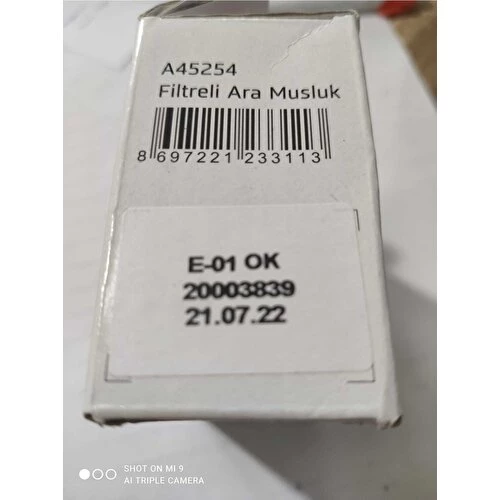 A45254
Filtreli Ara Musluk
8 697221 233113
E-01 OK
20003839
21.07.22
SHOT ON MI 9
AI TRIPLE CAMERA